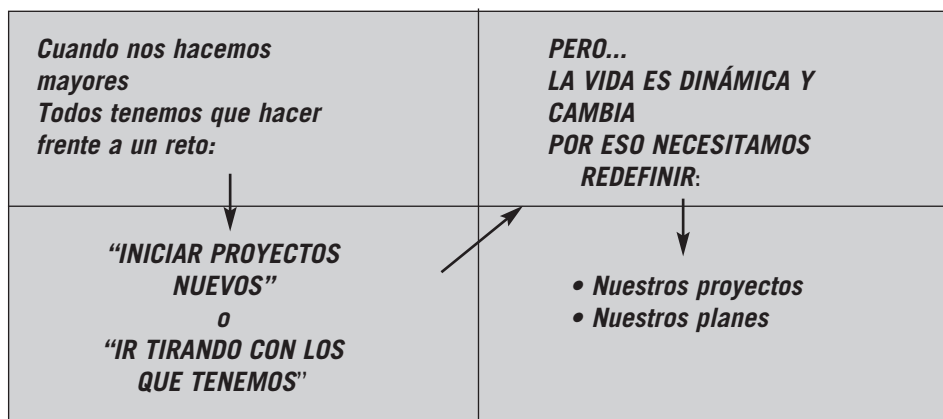 Cuando nos hacemos
mayores
Todos tenemos que hacer
frente a un reto:
“INICIAR PROYECTOS
NUEVOS”
o
“IR TIRANDO CON LOS
QUE TENEMOS”
PERO...
LA VIDA ES DINÁMICA Y
CAMBIA
POR ESO NECESITAMOS
REDEFINIR:
• Nuestros proyectos
• Nuestros planes